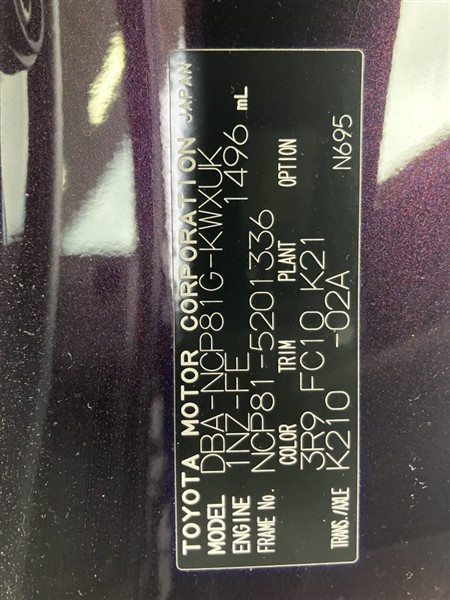 TOYOTA MOTOR CORPORATION JAPAN
MODEL DBA-NCP81G-KWXUK
ENGINE 1NZ-FE 1496 mL
FRAME No. NCP81-5201336
COLOR TRIM PLANT OPTION
3R9 FC10 K21
TRANS./AXLE K210 -02A N695